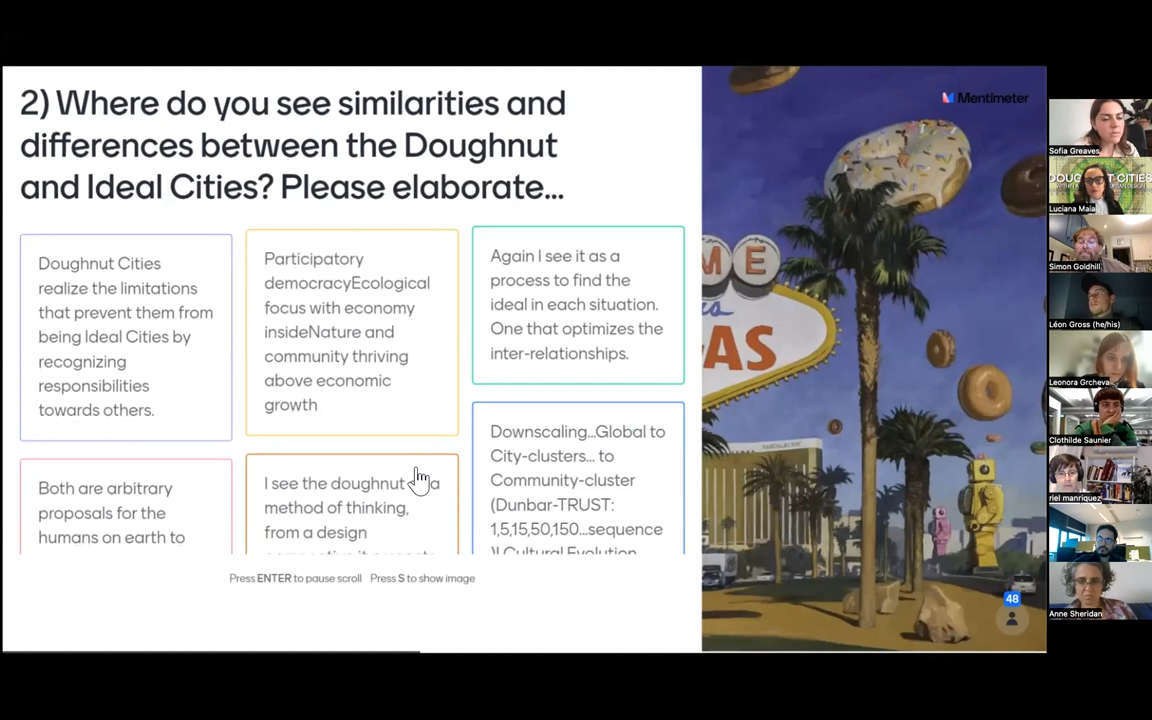 2) Where do you see similarities and
differences between the Doughnut
and Ideal Cities? Please elaborate...
Doughnut Cities
realize the limitations
that prevent them from
being Ideal Cities by
recognizing
responsibilities
towards others.
Both are arbitrary
proposals for the
humans on earth to
Participatory
democracyEcological
focus with economy
insideNature and
community thriving
above economic
growth
I see the doughnut a
method of thinking,
from a design
Again I see it as a
process to find the
ideal in each situation.
One that optimizes the
inter-relationships.
Downscaling...Global to
City-clusters... to
Community-cluster
(Dunbar-TRUST:
1,5,15,50,150...sequence
)! Cultural Evolution
Press ENTER to pause scroll Press S to show image
Mentimeter
ME
AS
48
Sofia Greaves
DOUG T CITIES
Luciana Maia
Simon Goldhill
Léon Gross (he/his)
Leonora Grcheva
Clothilde Saunier
riel manriquez
Anne Sheridan